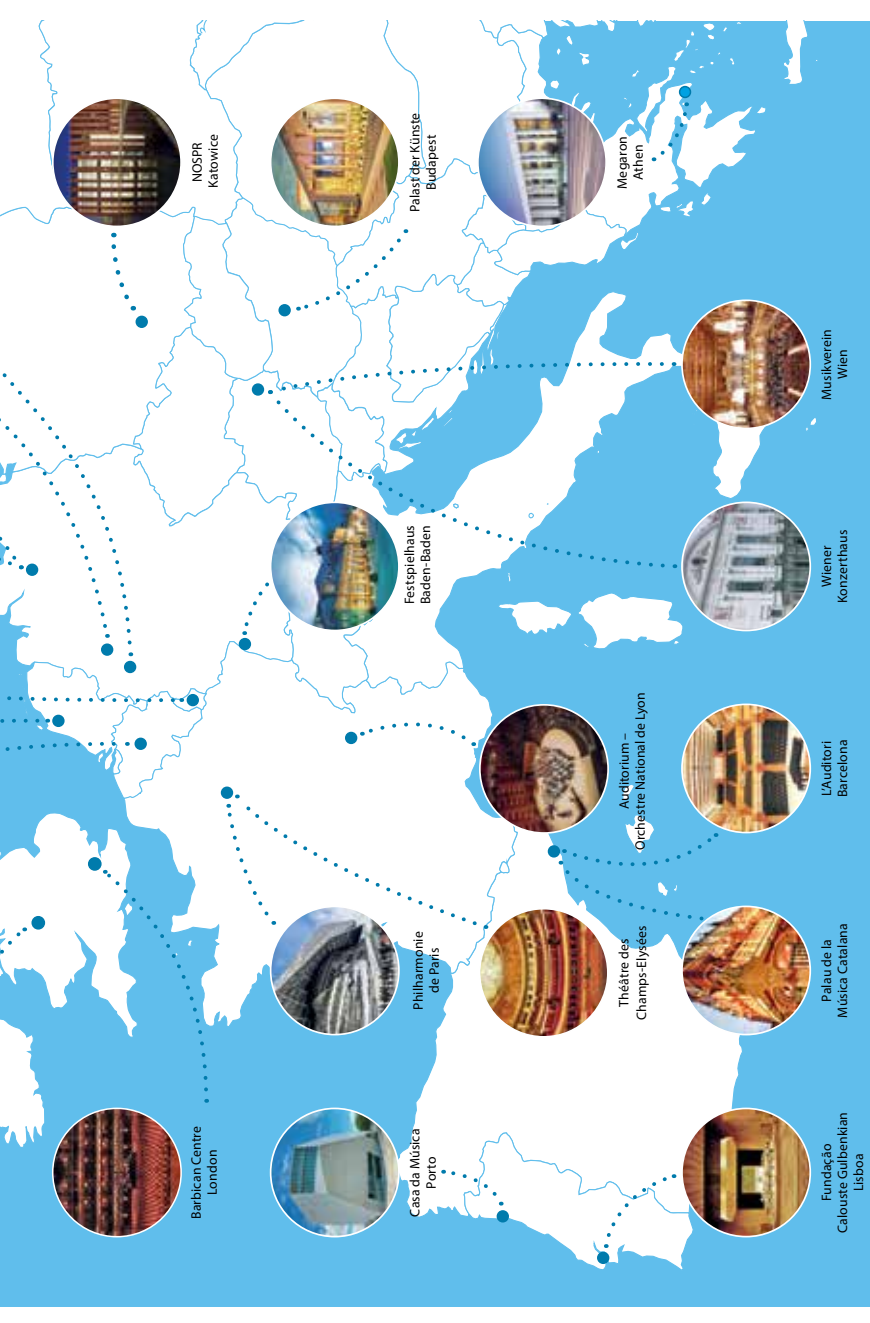 Barbican Centre
London
NOSPR
Katowice
Casa da Música
Porto
Philharmonie
de Paris
Festspielhaus
Baden-Baden
Palast der Künste
Budapest
Théâtre des
Champs-Elysées
Auditorium –
Orchestre National de Lyon
Megaron
Athen
Fundação
Calouste Gulbenkian
Lisboa
Palau de la
Música Catalana
L'Auditori
Barcelona
Wiener
Konzerthaus
Musikverein
Wien